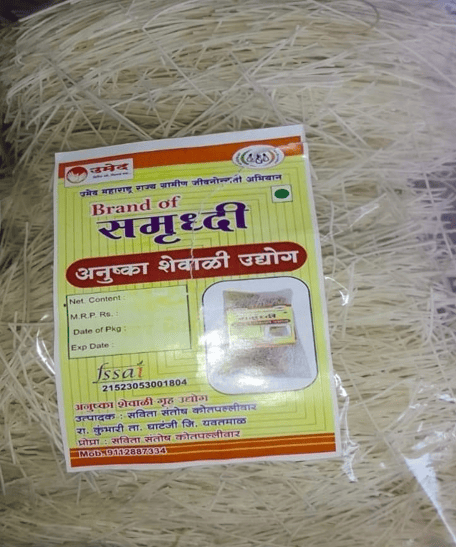 उमेद
उमेद महाराष्ट्र राज्य ग्रामीण जीवनोन्नती अभियान
Brand of
समृध्दी
अनुष्का शेवाळी उद्योग
Net. Content :
M.R.P. Rs. :
Date of Pkg :
Exp Date :
fssai
21523053001804
अनुष्का शेवाळी गृह उद्योग
उत्पादक : सविता संतोष कोतपल्लीवार
रा. कुंभारी ता. घाटंजी जि. यवतमाळ
प्रोप्रा : सविता संतोष कोतपल्लीवार
Mob. 9112887334